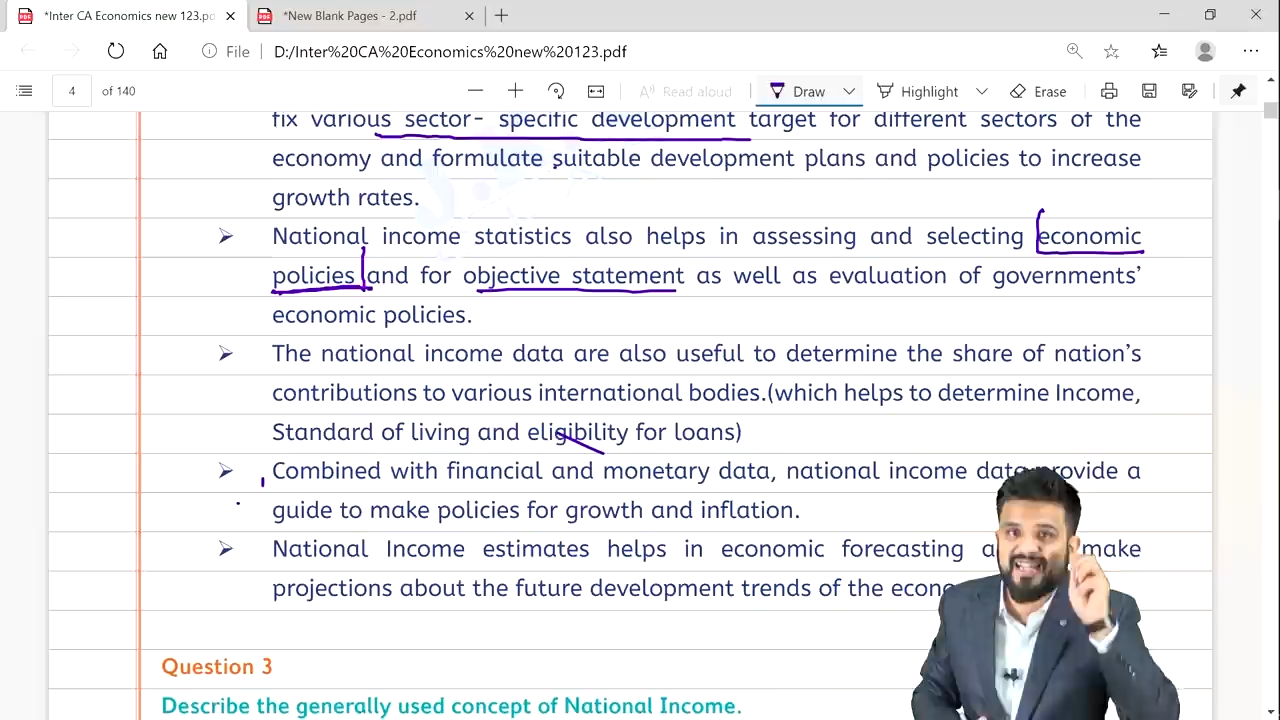 *Inter CA Economics new 123.pd
*New Blank Pages - 2.pdf
File D:/Inter%20CA%20Economics%20new%20123.pdf
4 of 140 Read aloud Draw Highlight Erase
fix various sector- specific development target for different sectors of the
economy and formulate suitable development plans and policies to increase
growth rates.
➢ National income statistics also helps in assessing and selecting economic
policies and for objective statement as well as evaluation of governments’
economic policies.
➢ The national income data are also useful to determine the share of nation’s
contributions to various international bodies.(which helps to determine Income,
Standard of living and eligibility for loans)
➢ Combined with financial and monetary data, national income data provide a
guide to make policies for growth and inflation.
➢ National Income estimates helps in economic forecasting make
projections about the future development trends of the
Question 3
Describe the generally used concept of National Income.